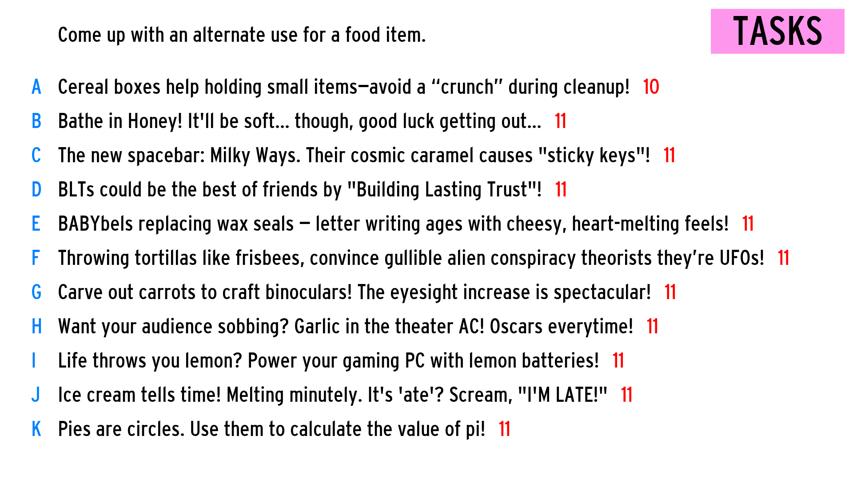 Come up with an alternate use for a food item.
TASKS
A Cereal boxes help holding small items—avoid a “crunch” during cleanup! 10
B Bathe in Honey! It'll be soft... though, good luck getting out... 11
C The new spacebar: Milky Ways. Their cosmic caramel causes "sticky keys"! 11
D BLTs could be the best of friends by "Building Lasting Trust"! 11
E BABYbels replacing wax seals – letter writing ages with cheesy, heart-melting feels! 11
F Throwing tortillas like frisbees, convince gullible alien conspiracy theorists they’re UFOs! 11
G Carve out carrots to craft binoculars! The eyesight increase is spectacular! 11
H Want your audience sobbing? Garlic in the theater AC! Oscars everytime! 11
I Life throws you lemon? Power your gaming PC with lemon batteries! 11
J Ice cream tells time! Melting minutely. It's 'ate'? Scream, "I'M LATE!" 11
K Pies are circles. Use them to calculate the value of pi! 11